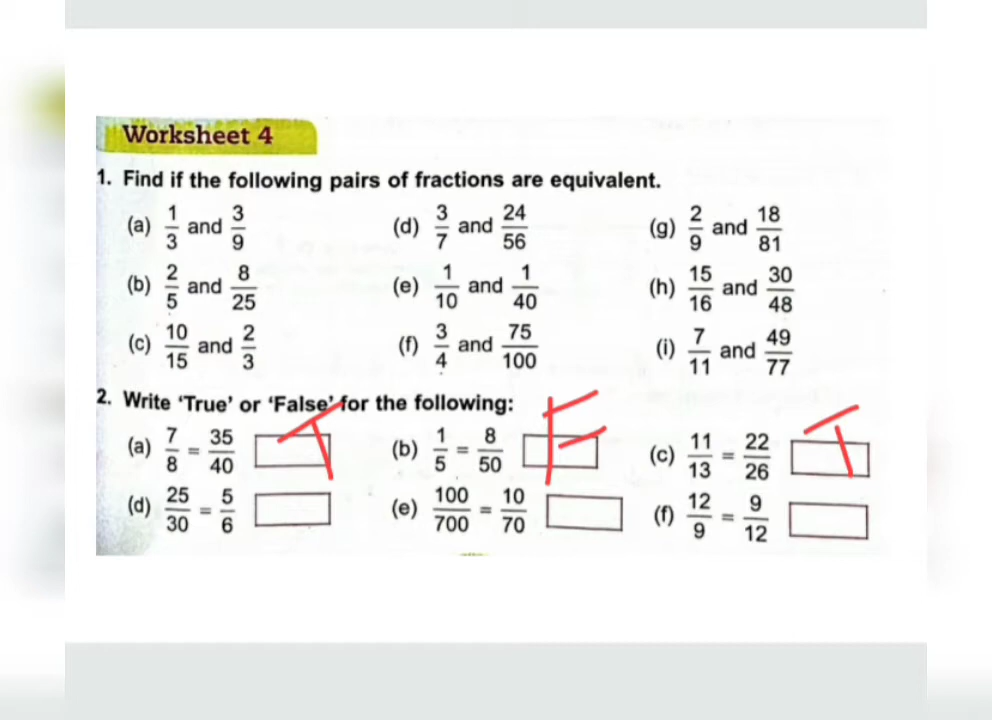 Worksheet 4
1. Find if the following pairs of fractions are equivalent.
(a) 1/3 and 3/9 (d) 3/7 and 24/56 (g) 2/9 and 18/81
(b) 2/5 and 8/25 (e) 1/10 and 1/40 (h) 15/16 and 30/48
(c) 10/15 and 2/3 (f) 3/4 and 75/100 (i) 7/11 and 49/77
2. Write 'True' or 'False' for the following:
(a) 7/8 = 35/40 T (b) 1/5 = 8/50 F (c) 11/13 = 22/26 T
(d) 25/30 = 5/6 (e) 100/700 = 10/70 (f) 12/9 = 9/12